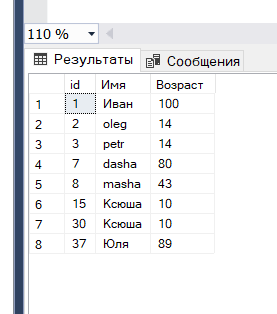 110 %
Результаты Сообщения
id Имя Возраст
1 1 Иван 100
2 2 oleg 14
3 3 petr 14
4 7 dasha 80
5 8 masha 43
6 15 Ксюша 10
7 30 Ксюша 10
8 37 Юля 89